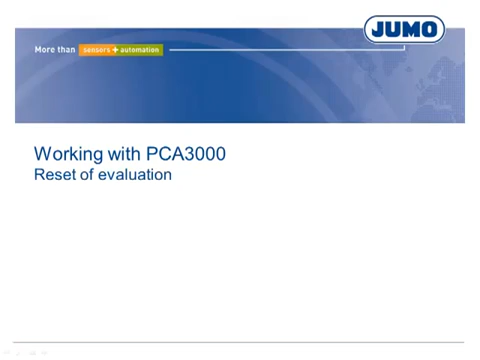 JUMO
More than sensors + automation
Working with PCA3000
Reset of evaluation